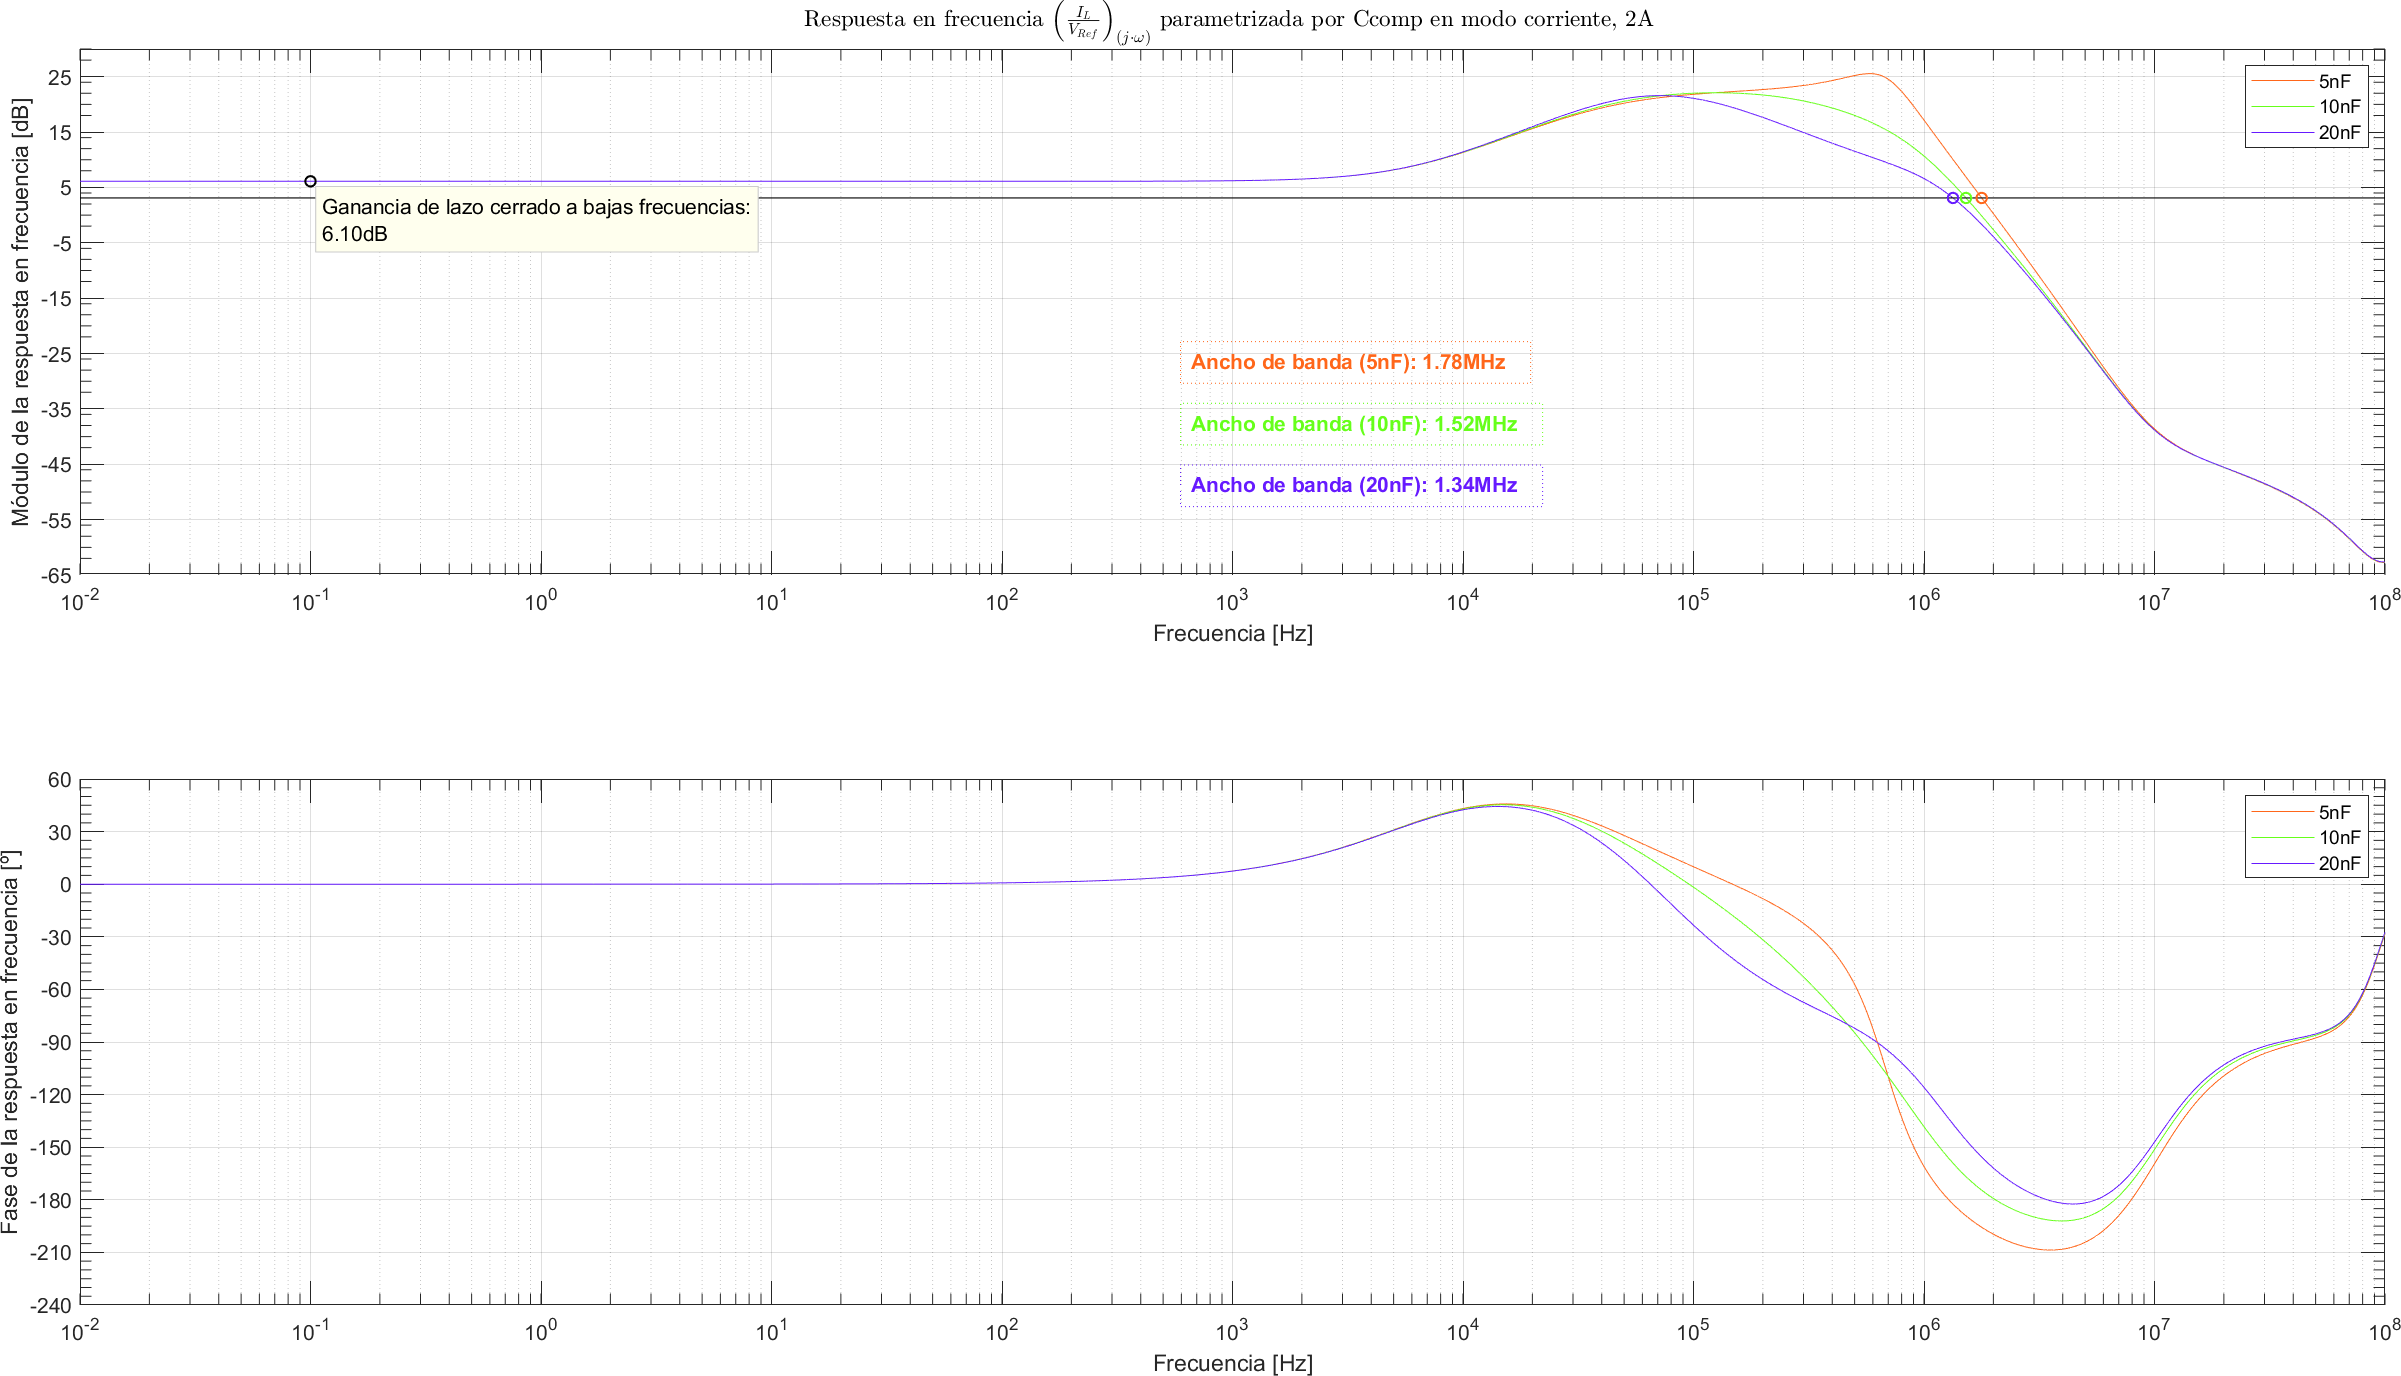 Respuesta en frecuencia (I_L/V_Ref)(j·ω) parametrizada por Ccomp en modo corriente, 2A
Módulo de la respuesta en frecuencia [dB]
25
15
5
-5
-15
-25
-35
-45
-55
-65
5nF
10nF
20nF
Ganancia de lazo cerrado a bajas frecuencias:
6.10dB
Ancho de banda (5nF): 1.78MHz
Ancho de banda (10nF): 1.52MHz
Ancho de banda (20nF): 1.34MHz
10^-2 10^-1 10^0 10^1 10^2 10^3 10^4 10^5 10^6 10^7 10^8
Frecuencia [Hz]
Fase de la respuesta en frecuencia [º]
60
30
0
-30
-60
-90
-120
-150
-180
-210
-240
5nF
10nF
20nF
10^-2 10^-1 10^0 10^1 10^2 10^3 10^4 10^5 10^6 10^7 10^8
Frecuencia [Hz]